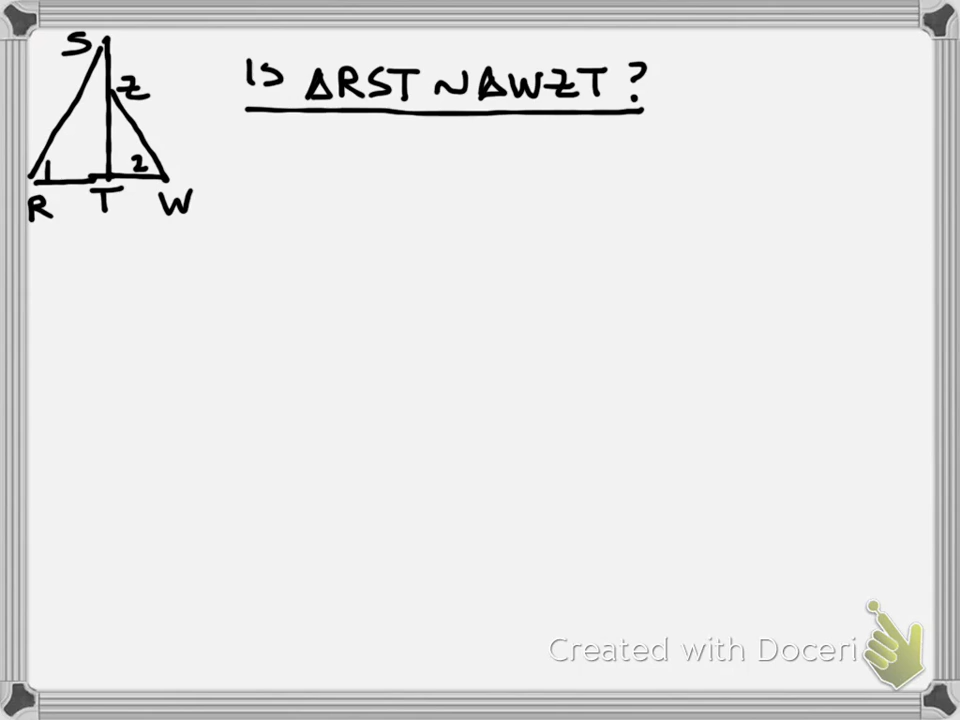 S
Z
IS ΔRST ~ ΔWZT ?
1
2
R
T
W
Created with Doceri